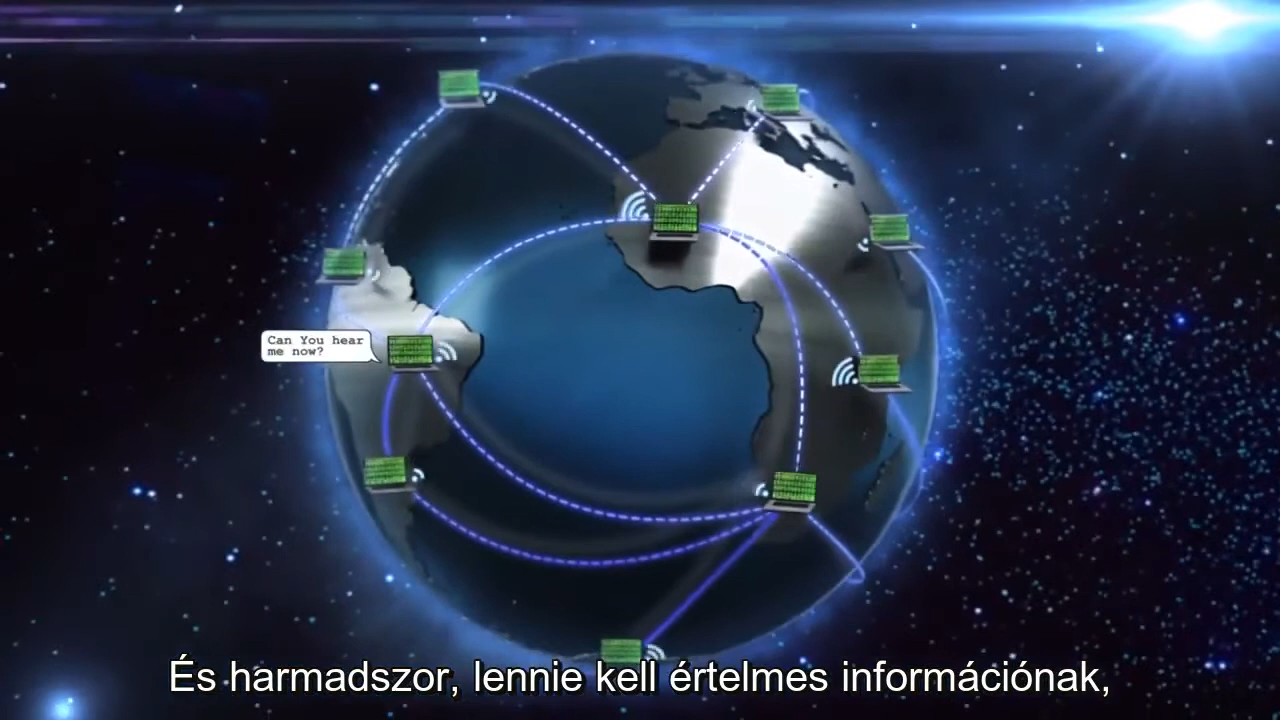 Can You hear
me now?
És harmadszor, lennie kell értelmes információnak,